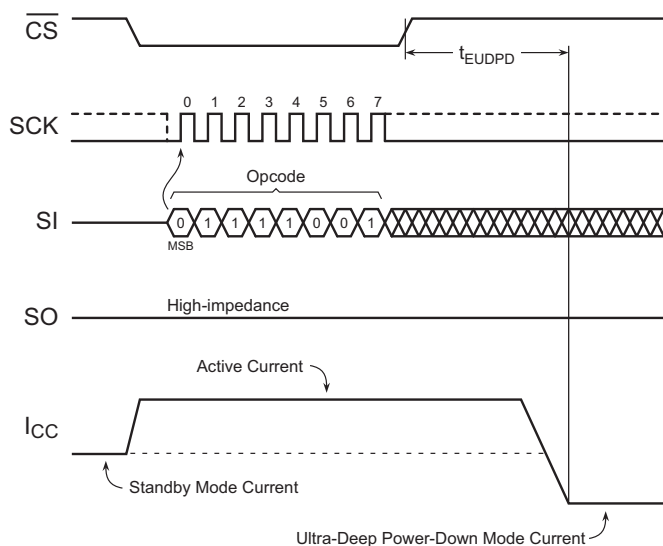 CS
tEUDPD
0 1 2 3 4 5 6 7
SCK
Opcode
SI
0 1 1 1 1 0 0 1
MSB
High-impedance
SO
Active Current
ICC
Standby Mode Current
Ultra-Deep Power-Down Mode Current